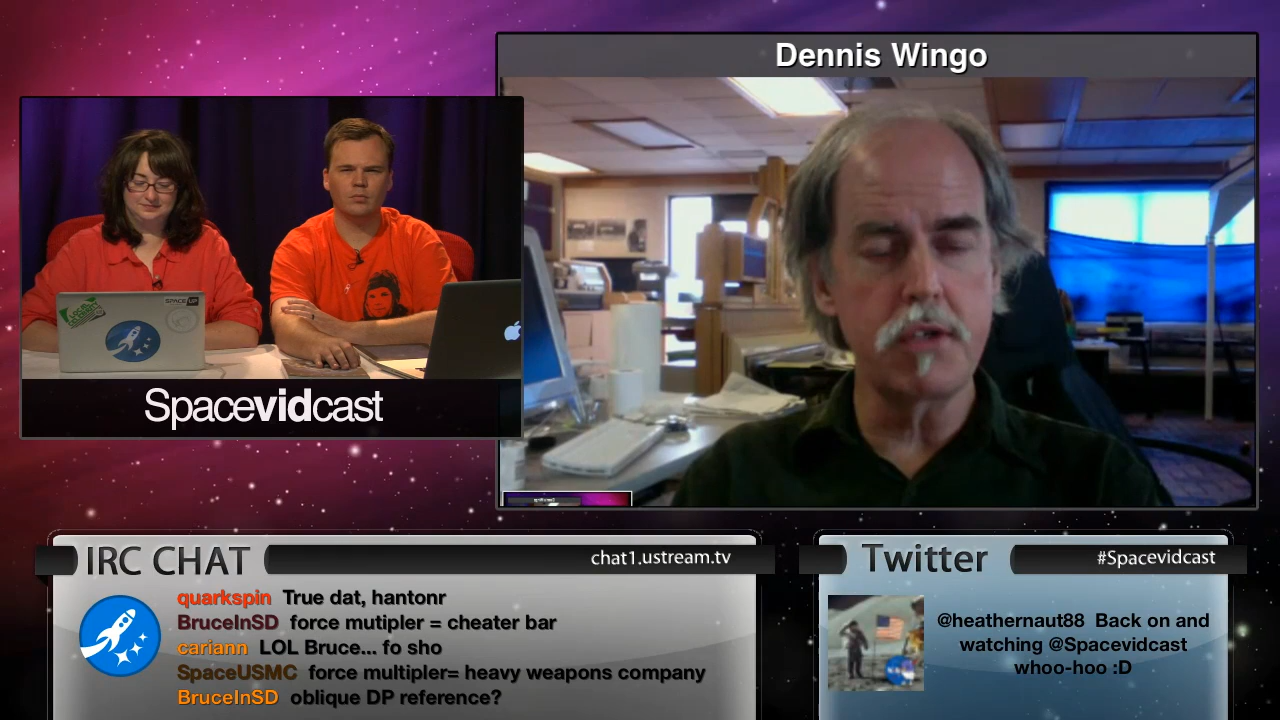 Dennis Wingo
SPACE UP
Spacevidcast
IRC CHAT
chat1.ustream.tv
quarkspin True dat, hantonr
BruceInSD force mutipler = cheater bar
cariann LOL Bruce... fo sho
SpaceUSMC force multipler= heavy weapons company
BruceInSD oblique DP reference?
Twitter
#Spacevidcast
@heathernaut88 Back on and
watching @Spacevidcast
whoo-hoo :D